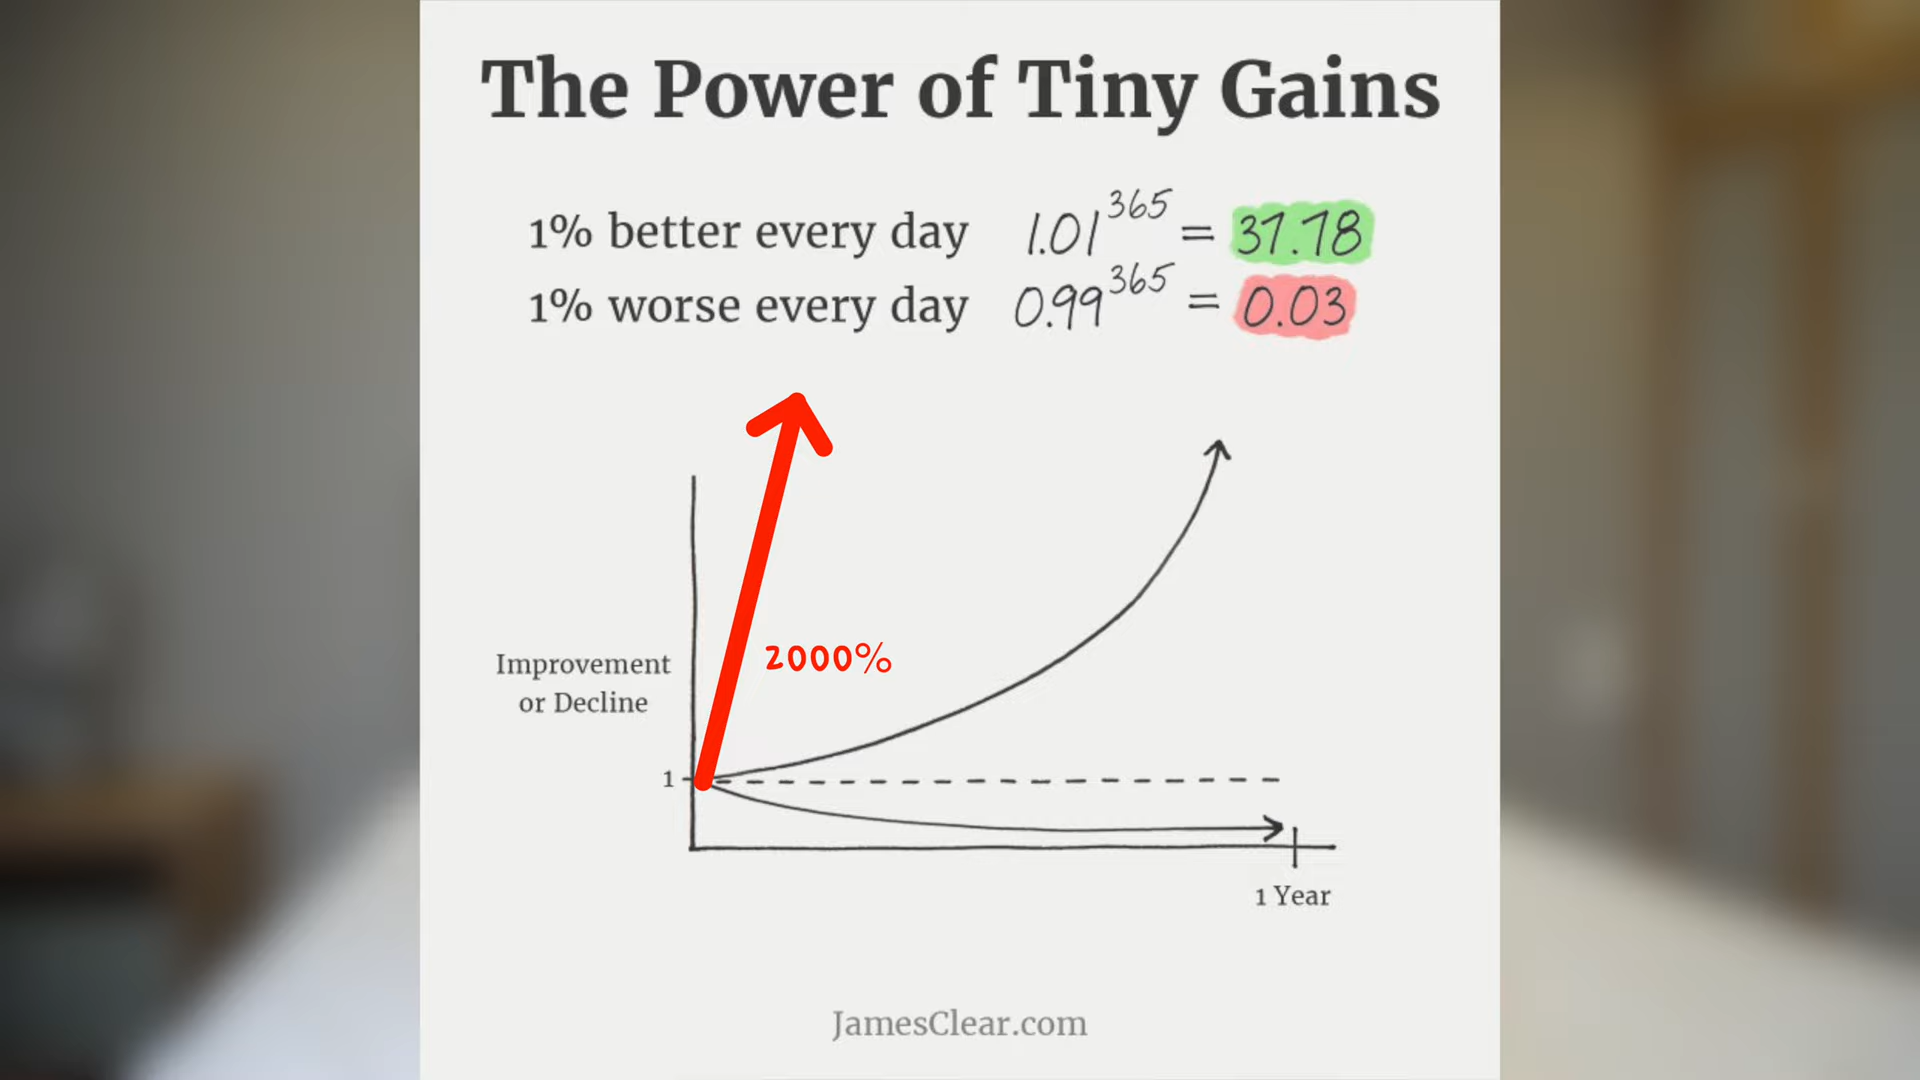 The Power of Tiny Gains
1% better every day 1.01^365 = 37.78
1% worse every day 0.99^365 = 0.03
2000%
Improvement
or Decline
1
1 Year
JamesClear.com